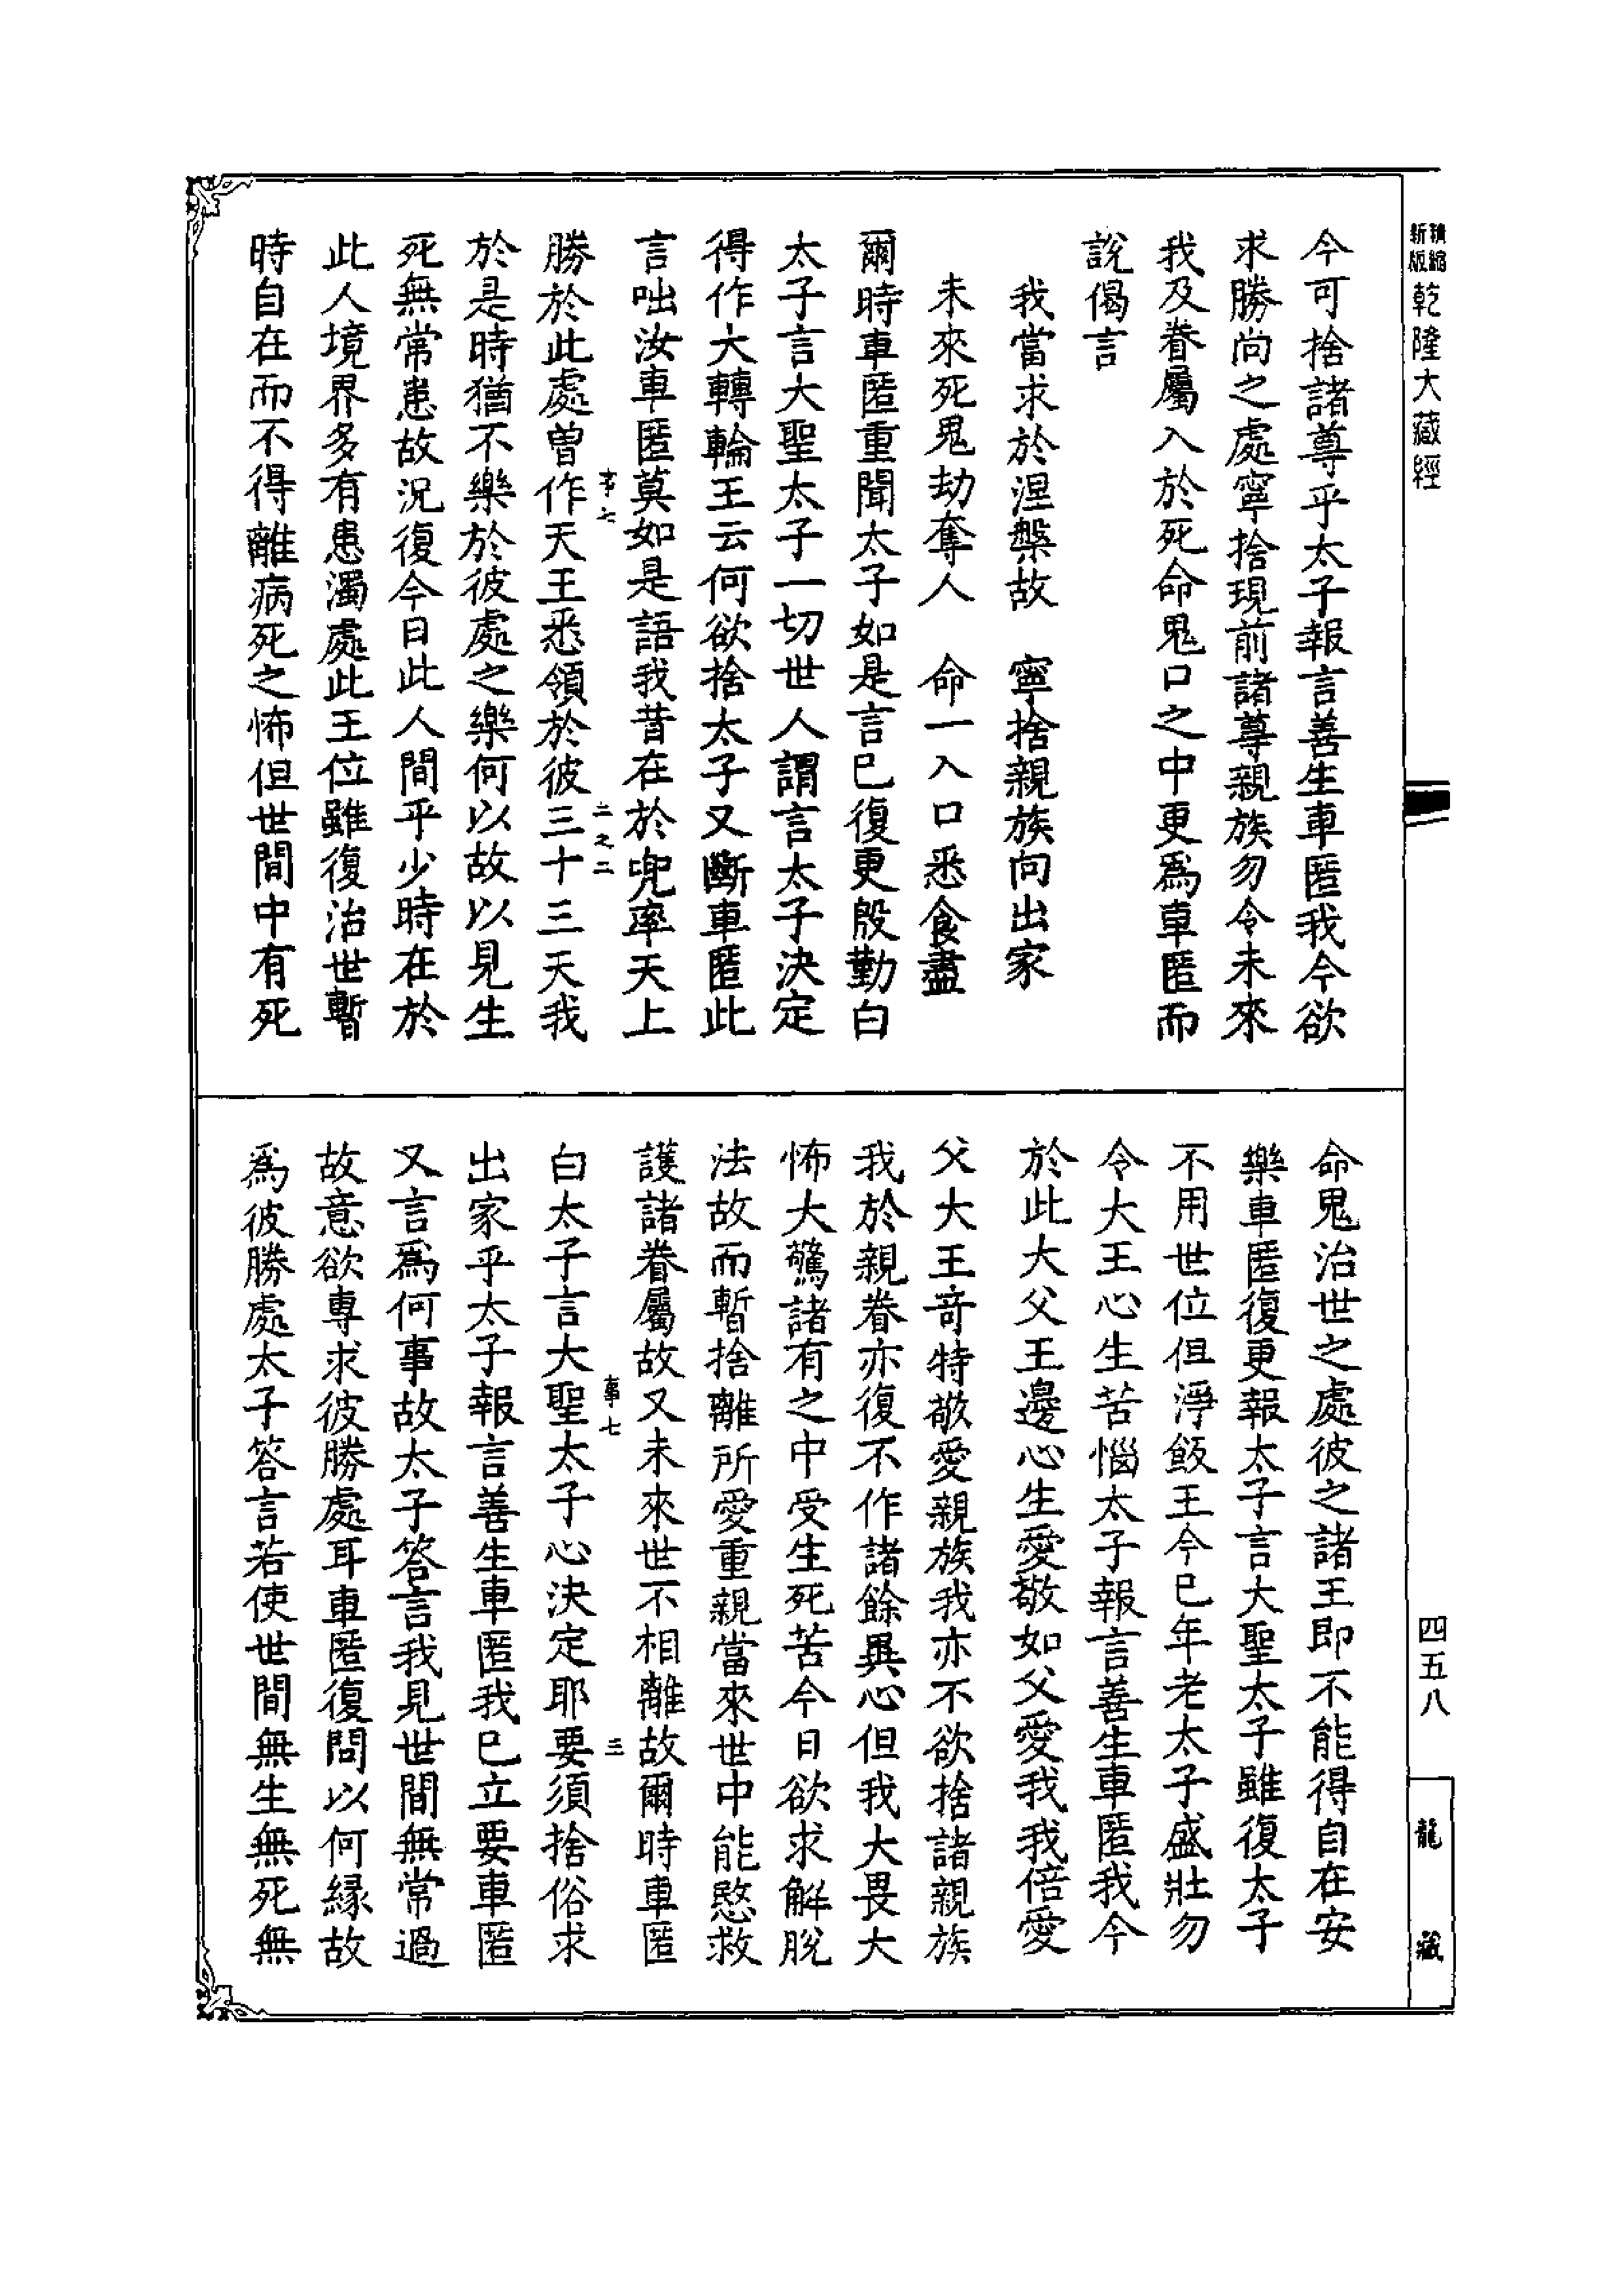 新版精縮乾隆大藏經
今可捨諸尊乎太子報言善生車匿我今欲
求勝尚之處寧捨現前諸尊親族勿令未來
我及眷屬入於死命鬼口之中更爲車匿而
說偈言
我當求於涅槃故　寧捨親族向出家
未來死鬼劫奪人　命一入口悉食盡
爾時車匿重聞太子如是言已復更殷勤白
太子言大聖太子一切世人謂言太子決定
得作大轉輪王云何欲捨太子又斷車匿此
言咄汝車匿莫如是語我昔在於兜率天上
事七　二之二
勝於此處曾作天王悉領於彼三十三天我
於是時猶不樂於彼處之樂何以故以見生
死無常患故況復今日此人間乎少時在於
此人境界多有患濁處此王位雖復治世暫
時自在而不得離病死之怖但世間中有死
命鬼治世之處彼之諸王即不能得自在安
樂車匿復更報太子言大聖太子雖復太子
不用世位但淨飯王今已年老太子盛壯勿
令大王心生苦惱太子報言善生車匿我今
於此大父王邊心生愛敬如父愛我我倍愛
父大王奇特敬愛親族我亦不欲捨諸親族
我於親眷亦復不作諸餘異心但我大畏大
怖大驚諸有之中受生死苦今日欲求解脫
法故而暫捨離所愛重親當來世中能愍救
護諸眷屬故又未來世不相離故爾時車匿
事七　三
白太子言大聖太子心決定耶要須捨俗求
出家乎太子報言善生車匿我已立要車匿
又言爲何事故太子答言我見世間無常過
故意欲專求彼勝處耳車匿復問以何緣故
爲彼勝處太子答言若使世間無生無死無
四五八
龍藏